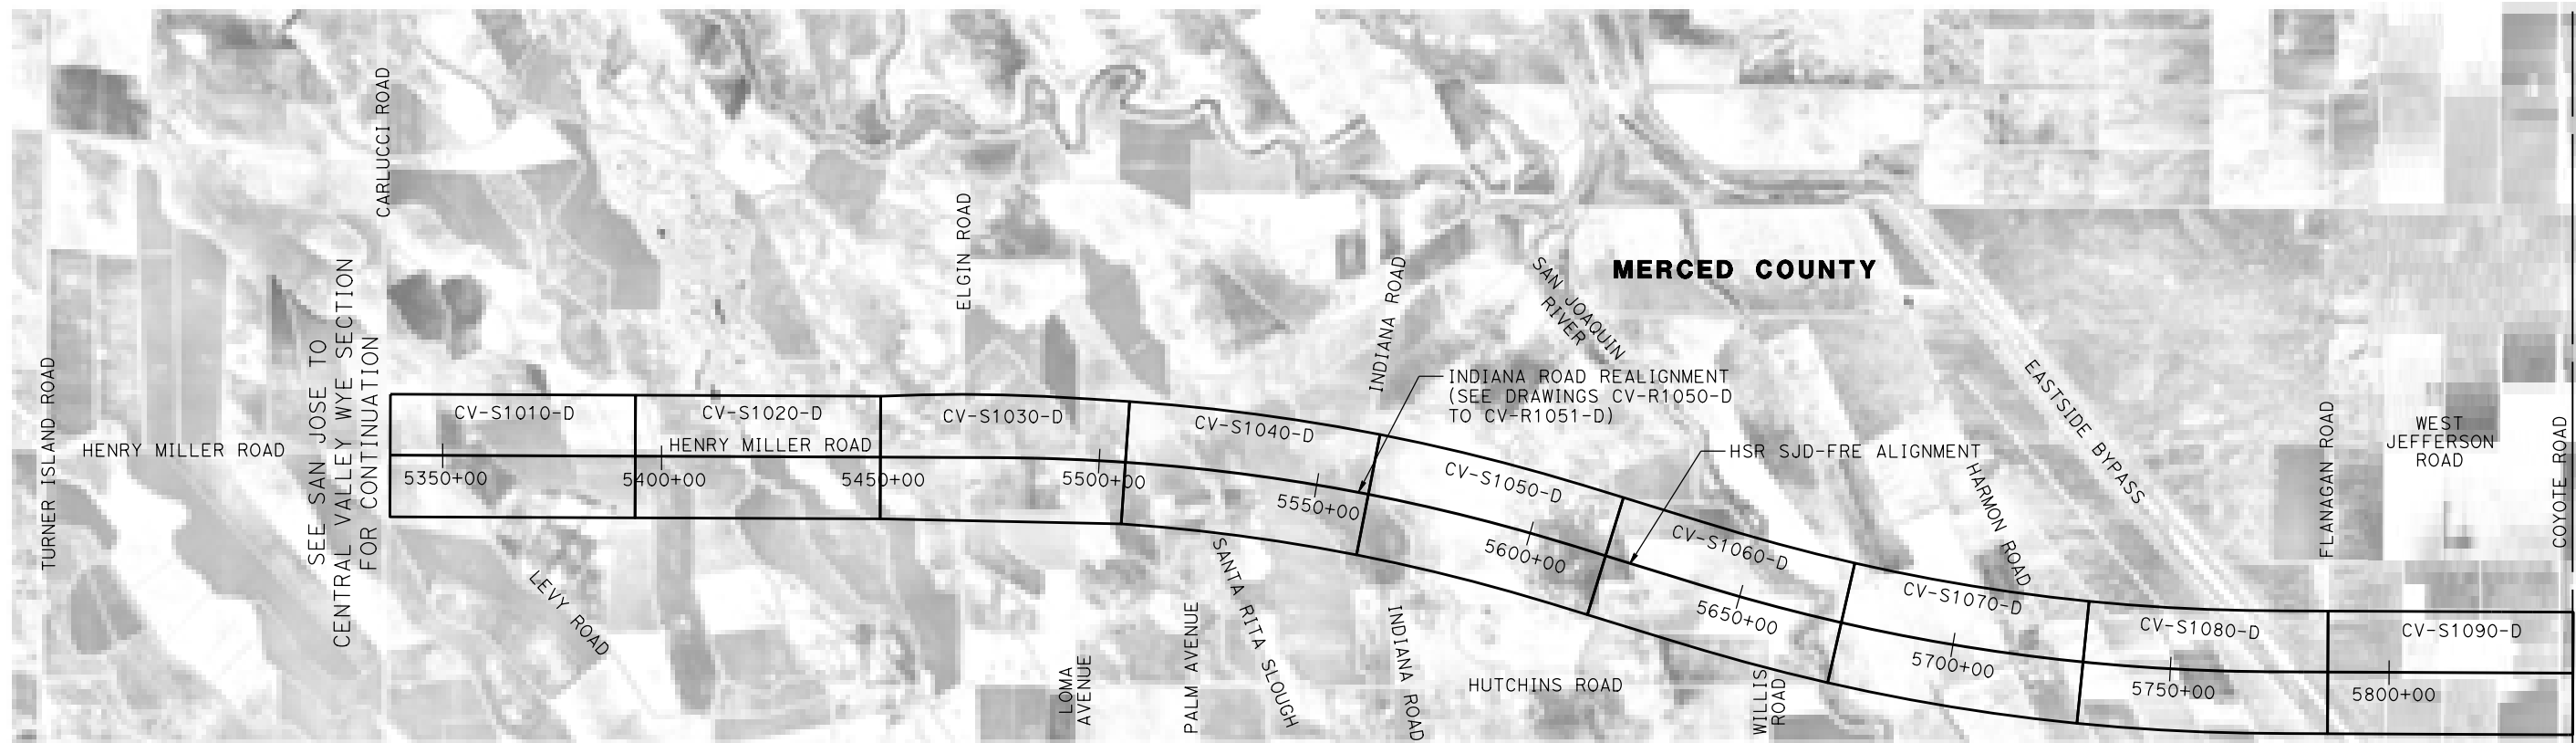 TURNER ISLAND ROAD
HENRY MILLER ROAD
SEE SAN JOSE TO
CENTRAL VALLEY WYE SECTION
FOR CONTINUATION
CARLUCCI ROAD
CV-S1010-D
CV-S1020-D
HENRY MILLER ROAD
CV-S1030-D
ELGIN ROAD
CV-S1040-D
INDIANA ROAD
INDIANA ROAD REALIGNMENT
(SEE DRAWINGS CV-R1050-D
TO CV-R1051-D)
SAN JOAQUIN
RIVER
MERCED COUNTY
CV-S1050-D
HSR SJD-FRE ALIGNMENT
CV-S1060-D
HARMON ROAD
EASTSIDE BYPASS
CV-S1070-D
CV-S1080-D
FLANAGAN ROAD
WEST
JEFFERSON
ROAD
COYOTE ROAD
CV-S1090-D
5350+00
5400+00
5450+00
5500+00
5550+00
5600+00
5650+00
5700+00
5750+00
5800+00
LEVY ROAD
LOMA
AVENUE
PALM AVENUE
SANTA RITA SLOUGH
INDIANA ROAD
HUTCHINS ROAD
WILLIS
ROAD